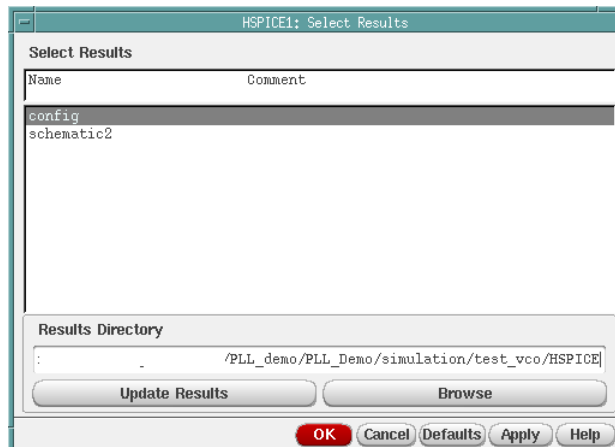 HSPICE1: Select Results
Select Results
Name Comment
config
schematic2
Results Directory
: - /PLL_demo/PLL_Demo/simulation/test_vco/HSPICE
Update Results Browse
OK Cancel Defaults Apply Help